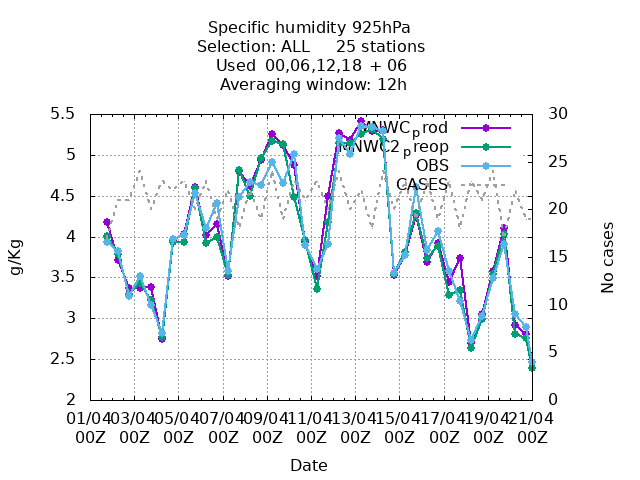 Specific humidity 925hPa
Selection: ALL 25 stations
Used 00,06,12,18 + 06
Averaging window: 12h
5.5
5
4.5
4
3.5
3
2.5
2
g/Kg
30
25
20
15
10
5
0
No cases
MNWC_prod
MNWC2_preop
OBS
CASES
01/04 03/04 05/04 07/04 09/04 11/04 13/04 15/04 17/04 19/04 21/04
00Z 00Z 00Z 00Z 00Z 00Z 00Z 00Z 00Z 00Z 00Z
Date